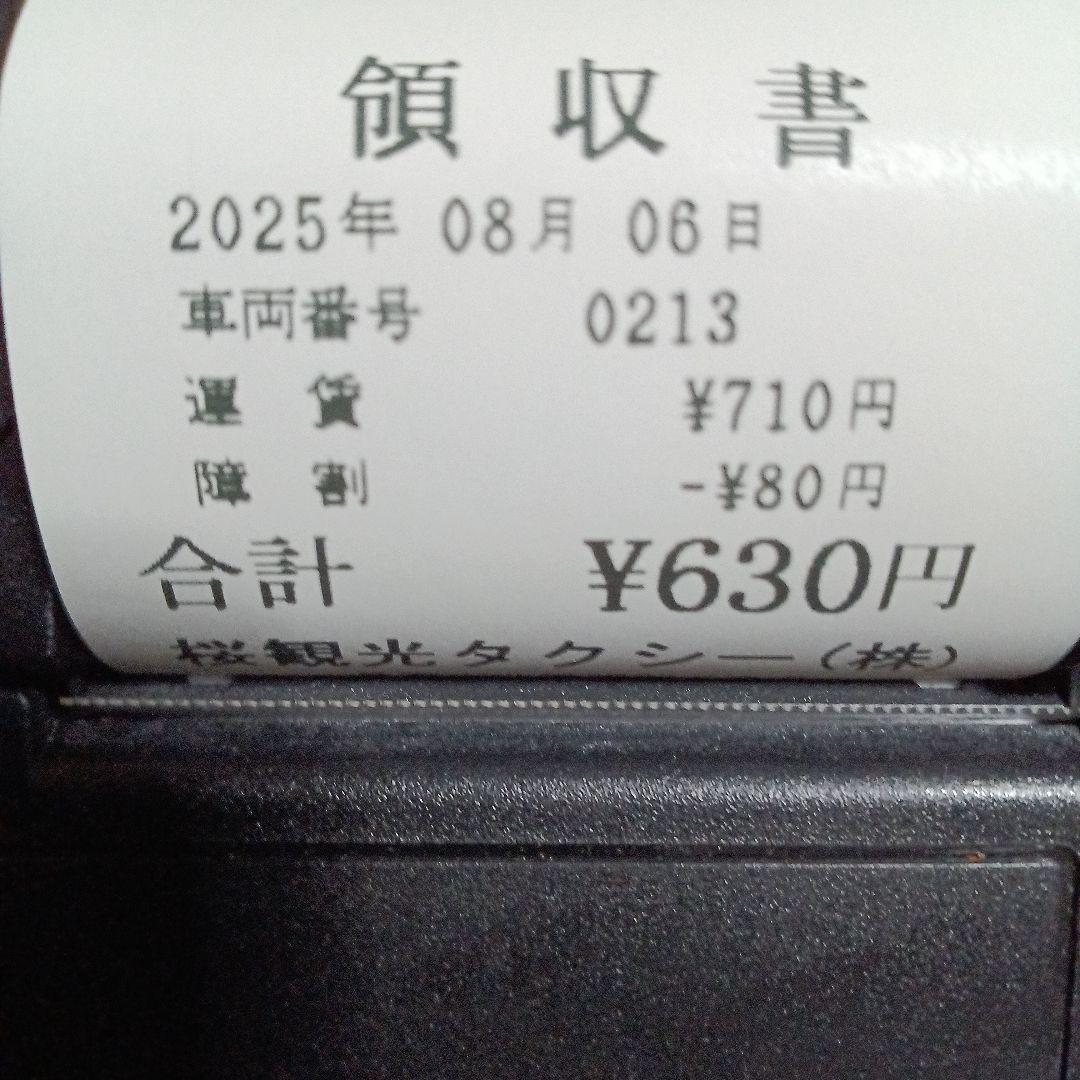 領収書
2025年 08月 06日
車両番号 0213
運賃 ¥710円
障割 -¥80円
合計 ¥630円
桜観光タクシー(株)